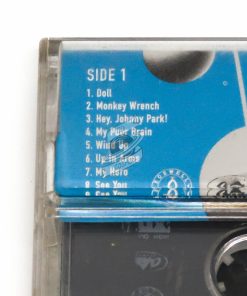 SIDE 1
1. Doll
2. Monkey Wrench
3. Hey, Johnny Park!
4. My Poor Brain
5. Wind Up
6. Up in Arms
7. My Hero
8. See You